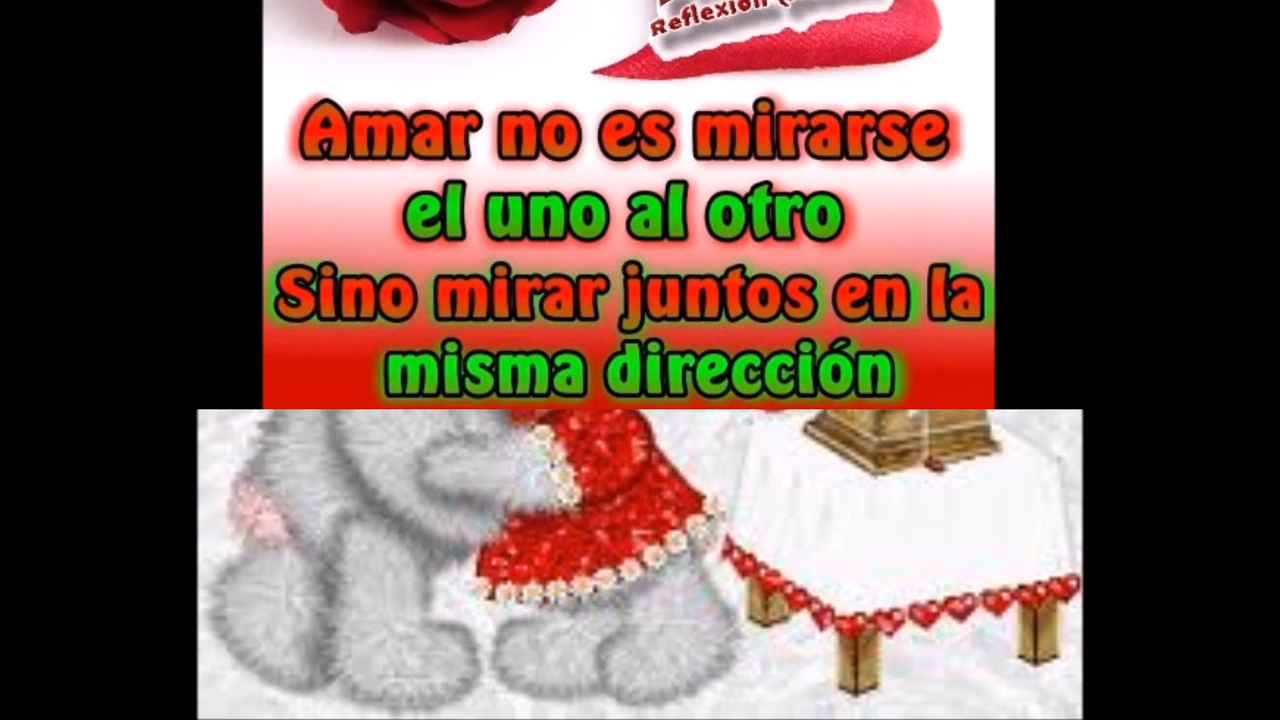 Reflexión
Amar no es mirarse
el uno al otro
Sino mirar juntos en la
misma dirección